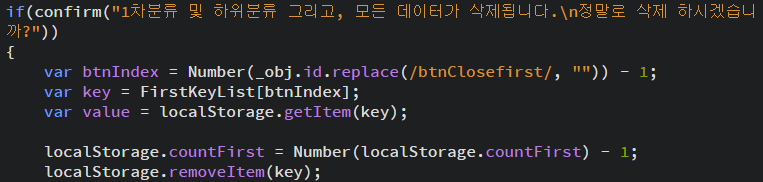 if(confirm("1차분류 및 하위분류 그리고, 모든 데이터가 삭제됩니다.\n정말로 삭제 하시겠습니
까?"))
{
    var btnIndex = Number(_obj.id.replace(/btnClosefirst/, "")) - 1;
    var key = FirstKeyList[btnIndex];
    var value = localStorage.getItem(key);

    localStorage.countFirst = Number(localStorage.countFirst) - 1;
    localStorage.removeItem(key);